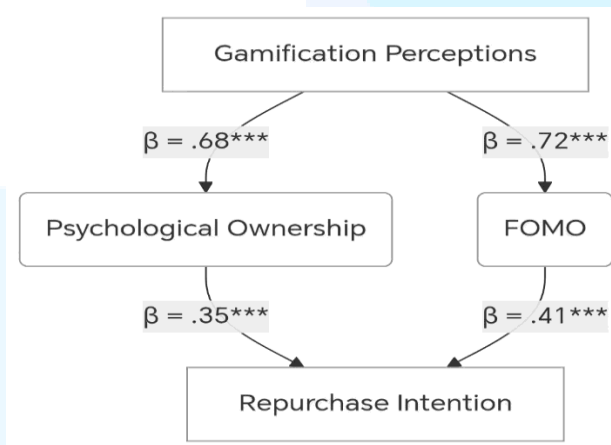 Gamification Perceptions
β = .68***
β = .72***
Psychological Ownership
FOMO
β = .35***
β = .41***
Repurchase Intention